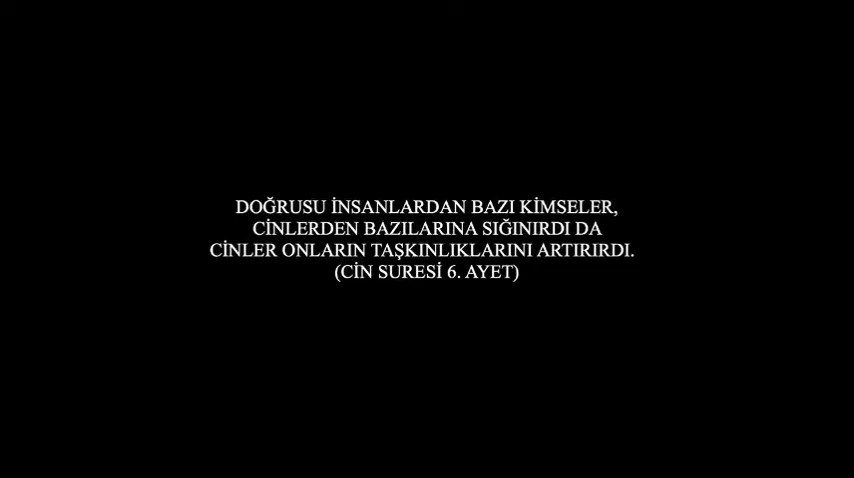 DOĞRUSU İNSANLARDAN BAZI KİMSELER,
CİNLERDEN BAZILARINA SIĞINIRDI DA
CİNLER ONLARIN TAŞKINLIKLARINI ARTIRIRDI.
(CİN SURESİ 6. AYET)